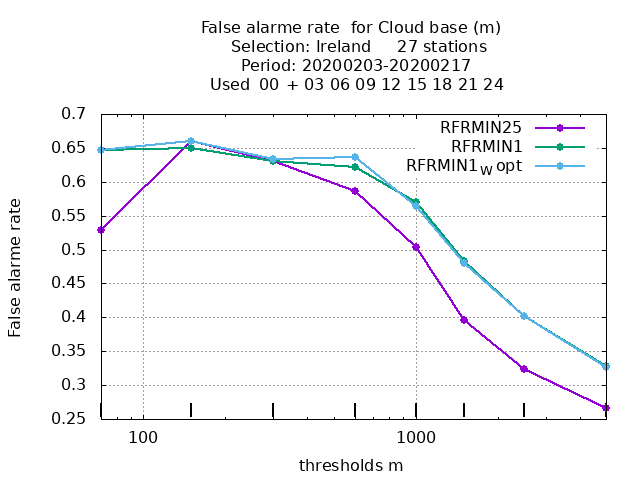 False alarme rate  for Cloud base (m)
Selection: Ireland     27 stations
Period: 20200203-20200217
Used  00 + 03 06 09 12 15 18 21 24
0.7
0.65
0.6
0.55
0.5
0.45
0.4
0.35
0.3
0.25
False alarme rate
RFRMIN25
RFRMIN1
RFRMIN1W opt
100
1000
thresholds m